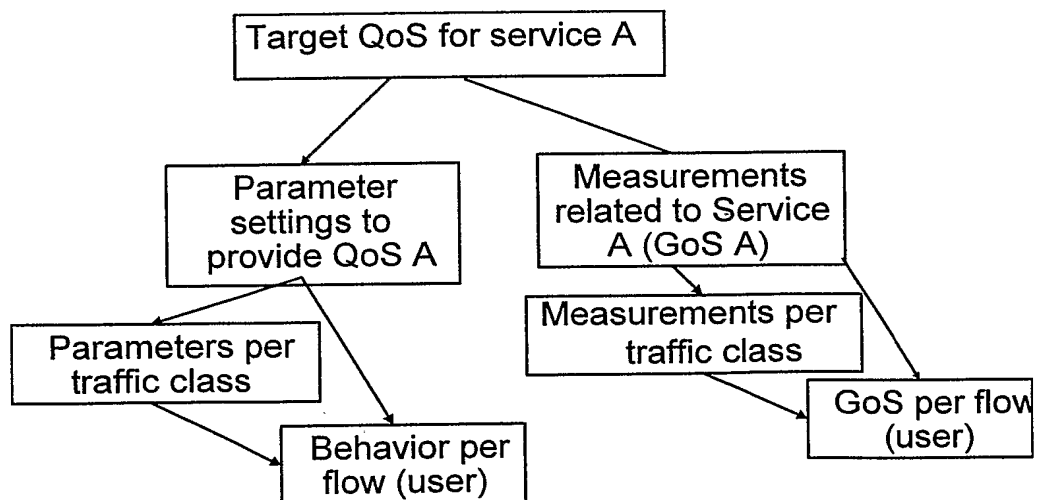 Target QoS for service A
Parameter
settings to
provide QoS A
Measurements
related to Service
A (GoS A)
Parameters per
traffic class
Measurements per
traffic class
Behavior per
flow (user)
GoS per flow
(user)